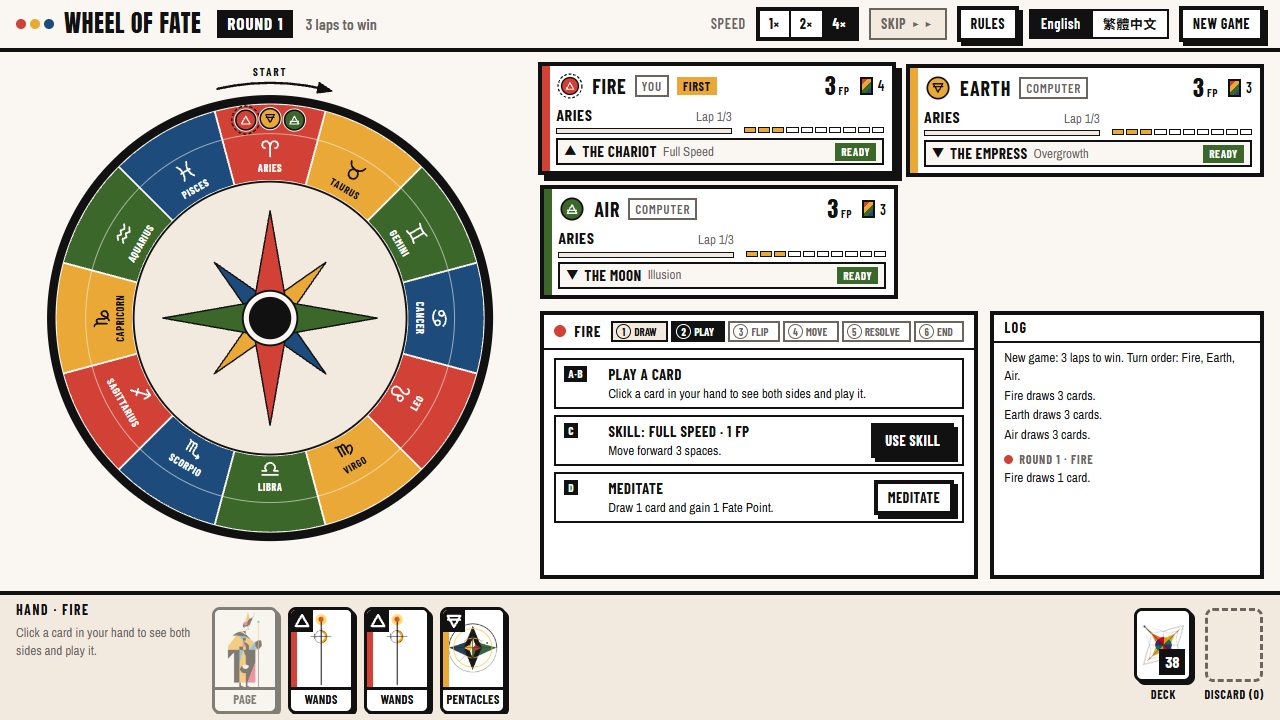 WHEEL OF FATE
ROUND 1
3 laps to win
SPEED
1×
2×
4×
SKIP ▸ ▸
RULES
English
繁體中文
NEW GAME
START
ARIES
TAURUS
GEMINI
CANCER
LEO
VIRGO
LIBRA
SCORPIO
SAGITTARIUS
CAPRICORN
AQUARIUS
PISCES
FIRE
YOU
FIRST
3 FP
4
ARIES
Lap 1/3
THE CHARIOT Full Speed
READY
EARTH
COMPUTER
3 FP
3
ARIES
Lap 1/3
THE EMPRESS Overgrowth
READY
AIR
COMPUTER
3 FP
3
ARIES
Lap 1/3
THE MOON Illusion
READY
FIRE
1 DRAW
2 PLAY
3 FLIP
4 MOVE
5 RESOLVE
6 END
A-B
PLAY A CARD
Click a card in your hand to see both sides and play it.
C
SKILL: FULL SPEED · 1 FP
Move forward 3 spaces.
USE SKILL
D
MEDITATE
Draw 1 card and gain 1 Fate Point.
MEDITATE
LOG
New game: 3 laps to win. Turn order: Fire, Earth,
Air.
Fire draws 3 cards.
Earth draws 3 cards.
Air draws 3 cards.
ROUND 1 · FIRE
Fire draws 1 card.
HAND · FIRE
Click a card in your hand to see both
sides and play it.
PAGE
WANDS
WANDS
PENTACLES
38
DECK
DISCARD (0)